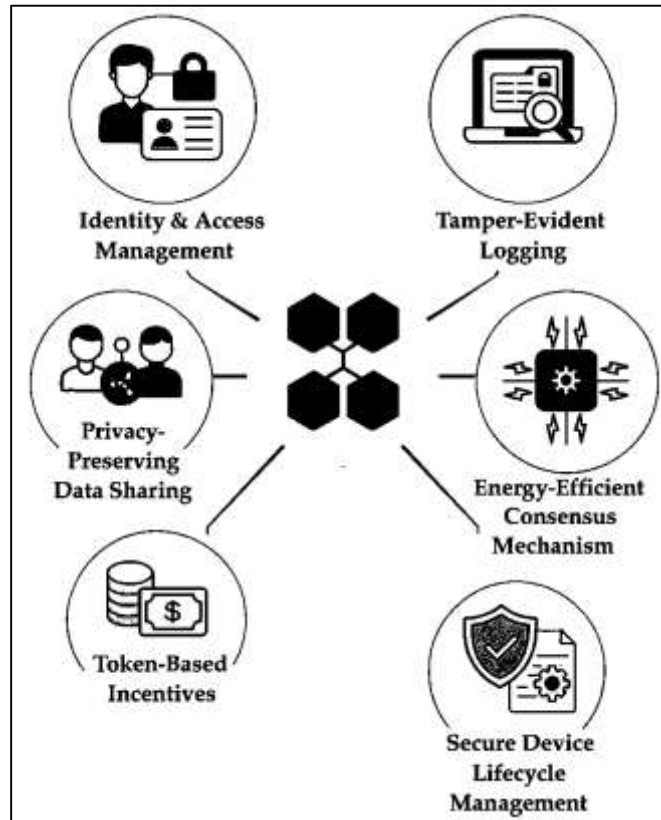 Identity & Access
Management
Tamper-Evident
Logging
Privacy-
Preserving
Data Sharing
Energy-Efficient
Consensus
Mechanism
$
Token-Based
Incentives
Secure Device
Lifecycle
Management